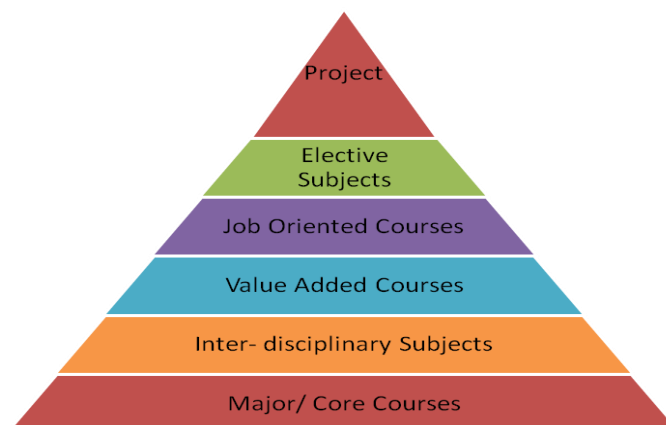 Project
Elective
Subjects
Job Oriented Courses
Value Added Courses
Inter- disciplinary Subjects
Major/ Core Courses